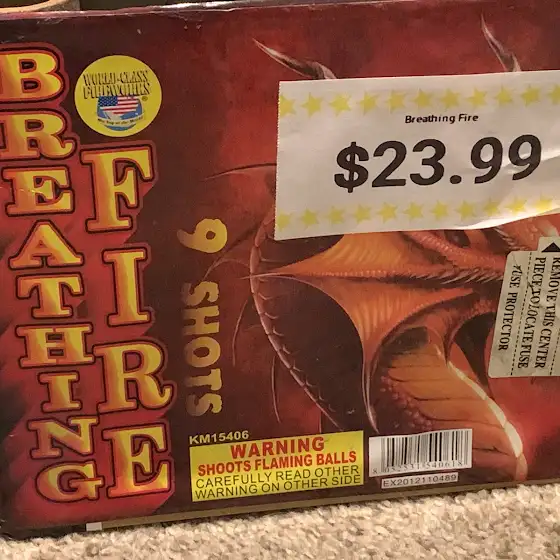 BREATHING
FIRE
WORLD-CLASS
FIREWORKS
9 SHOTS
Breathing Fire
$23.99
REMOVE THIS CENTER
PIECE TO LOCATE FUSE
FUSE PROTECTOR
KM15406
WARNING
SHOOTS FLAMING BALLS
CAREFULLY READ OTHER
WARNING ON OTHER SIDE
EX2012110489